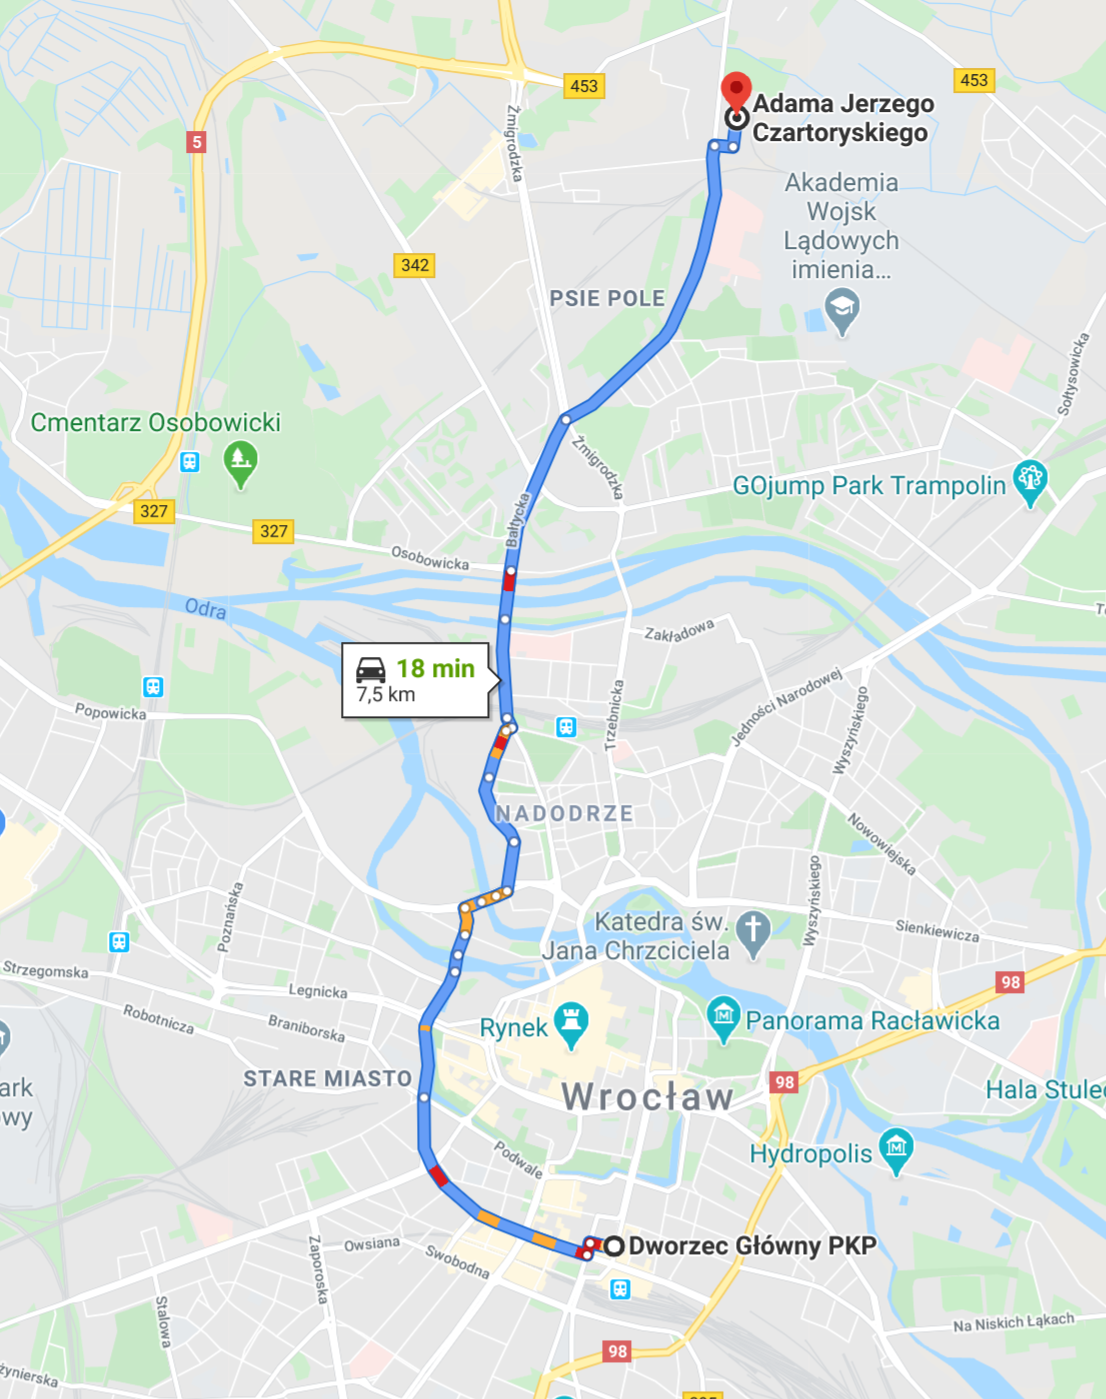 453
453
Adama Jerzego
Czartoryskiego
Żmigrodzka
5
Akademia
Wojsk
Lądowych
imienia...
342
PSIE POLE
Sołtysowicka
Cmentarz Osobowicki
Żmigrodzka
GOjump Park Trampolin
327
327
Bałtycka
Osobowicka
Odra
Zakładowa
18 min
7,5 km
Popowicka
Trzebnicka
Jedności Narodowej
Wyszyńskiego
NADODRZE
Nowowiejska
Poznańska
Wyszyńskiego
Katedra św.
Jana Chrzciciela
Sienkiewicza
Strzegomska
Legnicka
98
Robotnicza
Braniborska
Rynek
Panorama Racławicka
STARE MIASTO
98
ark
owy
Wrocław
Hala Stulec
Podwale
Hydropolis
Owsiana
Swobodna
Dworzec Główny PKP
Zaporoska
Stalowa
Na Niskich Łąkach
98
żynierska